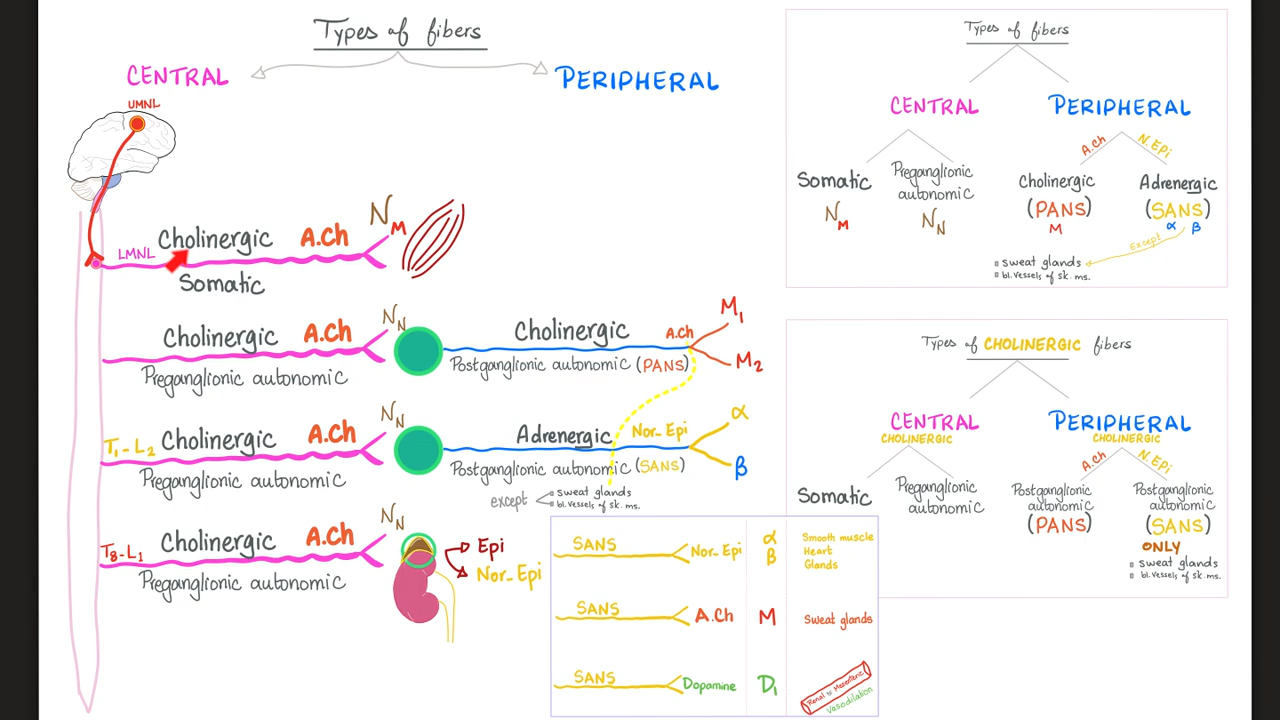 Types of fibers
CENTRAL
PERIPHERAL
UMNL
LMNL
Cholinergic A.Ch
N M
Somatic
Cholinergic A.Ch
N N
Preganglionic autonomic
Cholinergic
A.Ch
M1
M2
Postganglionic autonomic (PANS)
T1-L2 Cholinergic A.Ch
N N
Preganglionic autonomic
Adrenergic Nor_Epi
α
β
Postganglionic autonomic (SANS)
except
sweat glands
bl.vessels of sk.ms.
T8-L1 Cholinergic A.Ch
N N
Preganglionic autonomic
Epi
Nor_Epi
SANS
Nor-Epi
α
β
Smooth muscle
Heart
Glands
SANS
A.Ch
M
Sweat glands
SANS
Dopamine
D1
Renal & Mesenteric
Vasodilation
Types of fibers
CENTRAL
PERIPHERAL
A.Ch
N.Epi
Somatic
N M
Preganglionic
autonomic
N N
Cholinergic
(PANS)
M
Adrenergic
(SANS)
α β
Except
sweat glands
bl.vessels of sk.ms.
Types of CHOLINERGIC fibers
CENTRAL
CHOLINERGIC
PERIPHERAL
CHOLINERGIC
A.Ch
N.Epi
Somatic
Preganglionic
autonomic
Postganglionic
autonomic
(PANS)
Postganglionic
autonomic
(SANS)
ONLY
sweat glands
bl.vessels of sk.ms.